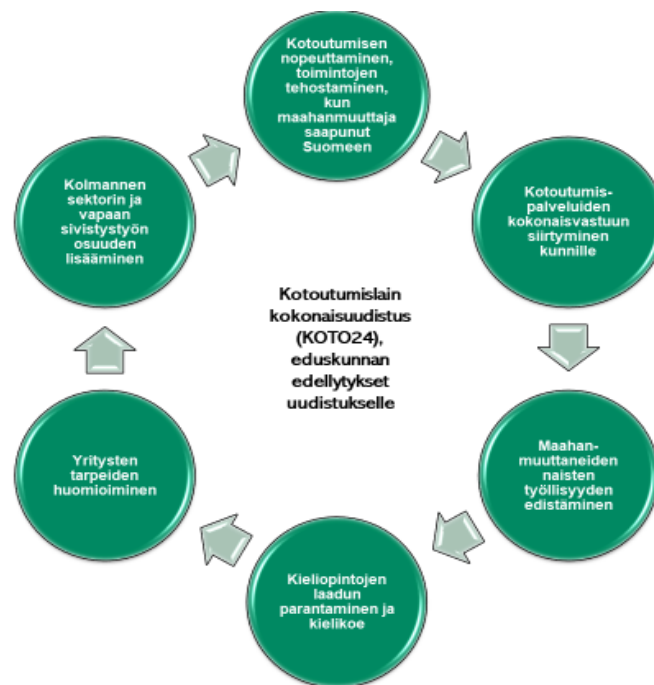 Kotoutumisen
nopeuttaminen,
toimintojen
tehostaminen,
kun
maahanmuuttaja
saapunut
Suomeen
Kotoutumis-
palveluiden
kokonaisvastuun
siirtyminen
kunnille
Maahan-
muuttaneiden
naisten
työllisyyden
edistäminen
Kieliopintojen
laadun
parantaminen ja
kielikoe
Yritysten
tarpeiden
huomioiminen
Kolmannen
sektorin ja
vapaan
sivistystyön
osuuden
lisääminen
Kotoutumislain
kokonaisuudistus
(KOTO24),
eduskunnan
edellytykset
uudistukselle